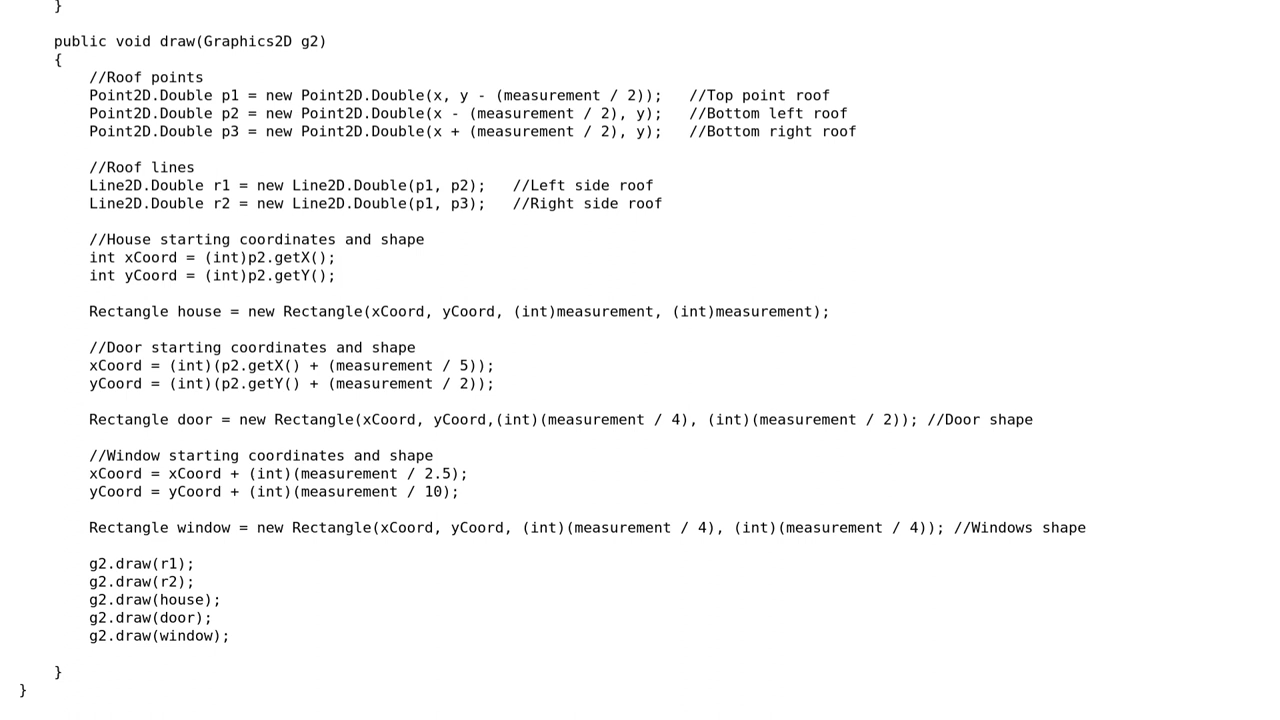 }
public void draw(Graphics2D g2)
{
//Roof points
Point2D.Double p1 = new Point2D.Double(x, y - (measurement / 2));   //Top point roof
Point2D.Double p2 = new Point2D.Double(x - (measurement / 2), y);   //Bottom left roof
Point2D.Double p3 = new Point2D.Double(x + (measurement / 2), y);   //Bottom right roof
//Roof lines
Line2D.Double r1 = new Line2D.Double(p1, p2);   //Left side roof
Line2D.Double r2 = new Line2D.Double(p1, p3);   //Right side roof
//House starting coordinates and shape
int xCoord = (int)p2.getX();
int yCoord = (int)p2.getY();
Rectangle house = new Rectangle(xCoord, yCoord, (int)measurement, (int)measurement);
//Door starting coordinates and shape
xCoord = (int)(p2.getX() + (measurement / 5));
yCoord = (int)(p2.getY() + (measurement / 2));
Rectangle door = new Rectangle(xCoord, yCoord,(int)(measurement / 4), (int)(measurement / 2)); //Door shape
//Window starting coordinates and shape
xCoord = xCoord + (int)(measurement / 2.5);
yCoord = yCoord + (int)(measurement / 10);
Rectangle window = new Rectangle(xCoord, yCoord, (int)(measurement / 4), (int)(measurement / 4)); //Windows shape
g2.draw(r1);
g2.draw(r2);
g2.draw(house);
g2.draw(door);
g2.draw(window);
}
}